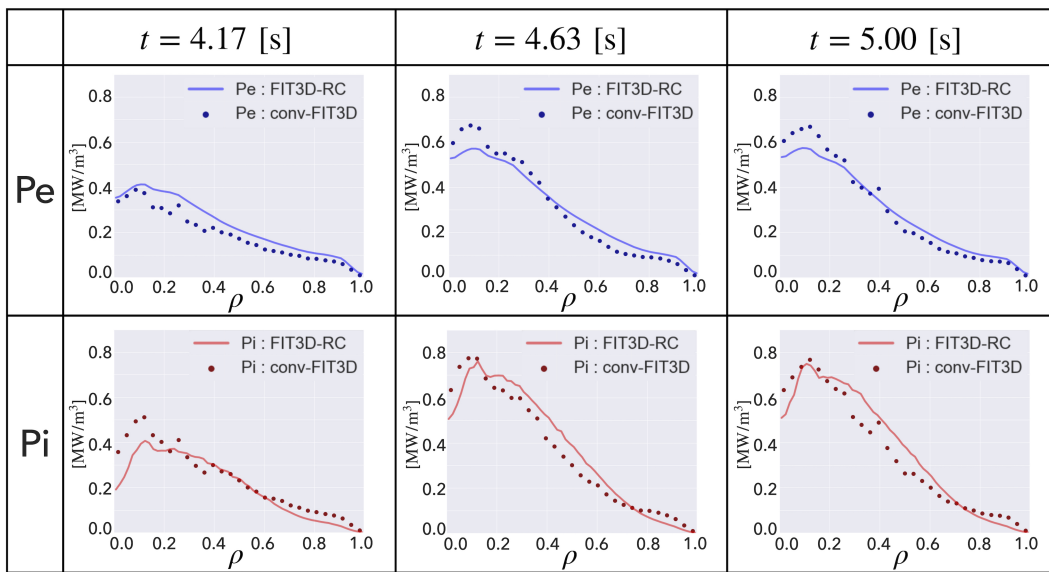 t = 4.17 [s]
t = 4.63 [s]
t = 5.00 [s]
Pe
[MW/m³]
0.8
0.6
0.4
0.2
0.0
Pe : FIT3D-RC
Pe : conv-FIT3D
0.0 0.2 0.4 0.6 0.8 1.0
ρ
[MW/m³]
0.8
0.6
0.4
0.2
0.0
Pe : FIT3D-RC
Pe : conv-FIT3D
0.0 0.2 0.4 0.6 0.8 1.0
ρ
[MW/m³]
0.8
0.6
0.4
0.2
0.0
Pe : FIT3D-RC
Pe : conv-FIT3D
0.0 0.2 0.4 0.6 0.8 1.0
ρ
Pi
[MW/m³]
0.8
0.6
0.4
0.2
0.0
Pi : FIT3D-RC
Pi : conv-FIT3D
0.0 0.2 0.4 0.6 0.8 1.0
ρ
[MW/m³]
0.8
0.6
0.4
0.2
0.0
Pi : FIT3D-RC
Pi : conv-FIT3D
0.0 0.2 0.4 0.6 0.8 1.0
ρ
[MW/m³]
0.8
0.6
0.4
0.2
0.0
Pi : FIT3D-RC
Pi : conv-FIT3D
0.0 0.2 0.4 0.6 0.8 1.0
ρ